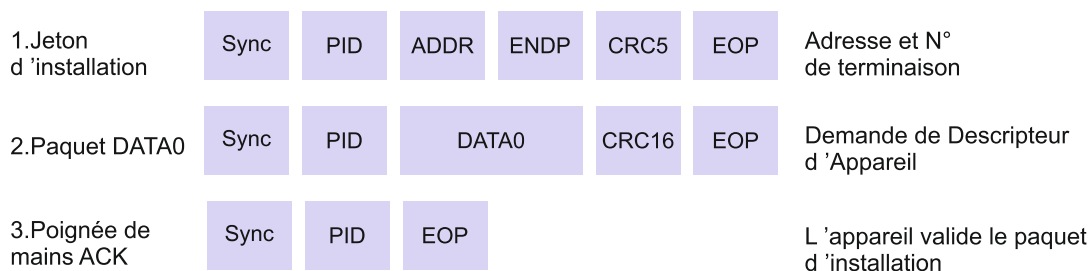 1.Jeton
d ’installation
Sync PID ADDR ENDP CRC5 EOP
Adresse et N°
de terminaison
2.Paquet DATA0
Sync PID DATA0 CRC16 EOP
Demande de Descripteur
d ’Appareil
3.Poignée de
mains ACK
Sync PID EOP
L ’appareil valide le paquet
d ’installation